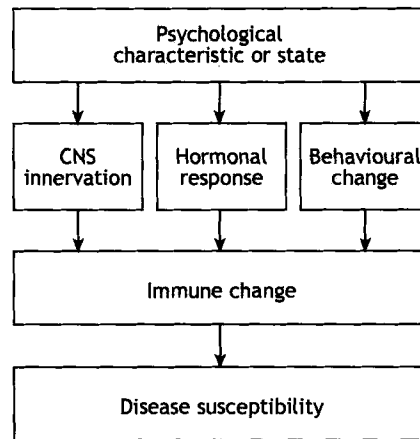 Psychological
characteristic or state
CNS
innervation
Hormonal
response
Behavioural
change
Immune change
Disease susceptibility